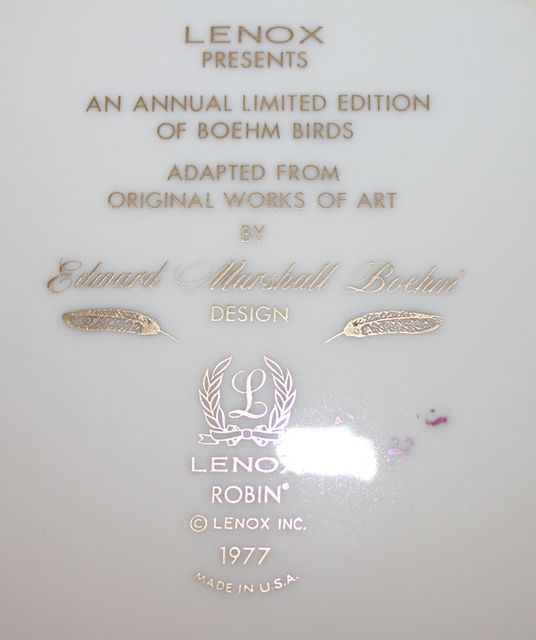 LENOX
PRESENTS
AN ANNUAL LIMITED EDITION
OF BOEHM BIRDS
ADAPTED FROM
ORIGINAL WORKS OF ART
BY
Edward Marshall Boehm
DESIGN
L
LENOX
ROBIN®
© LENOX INC.
1977
MADE IN U.S.A.